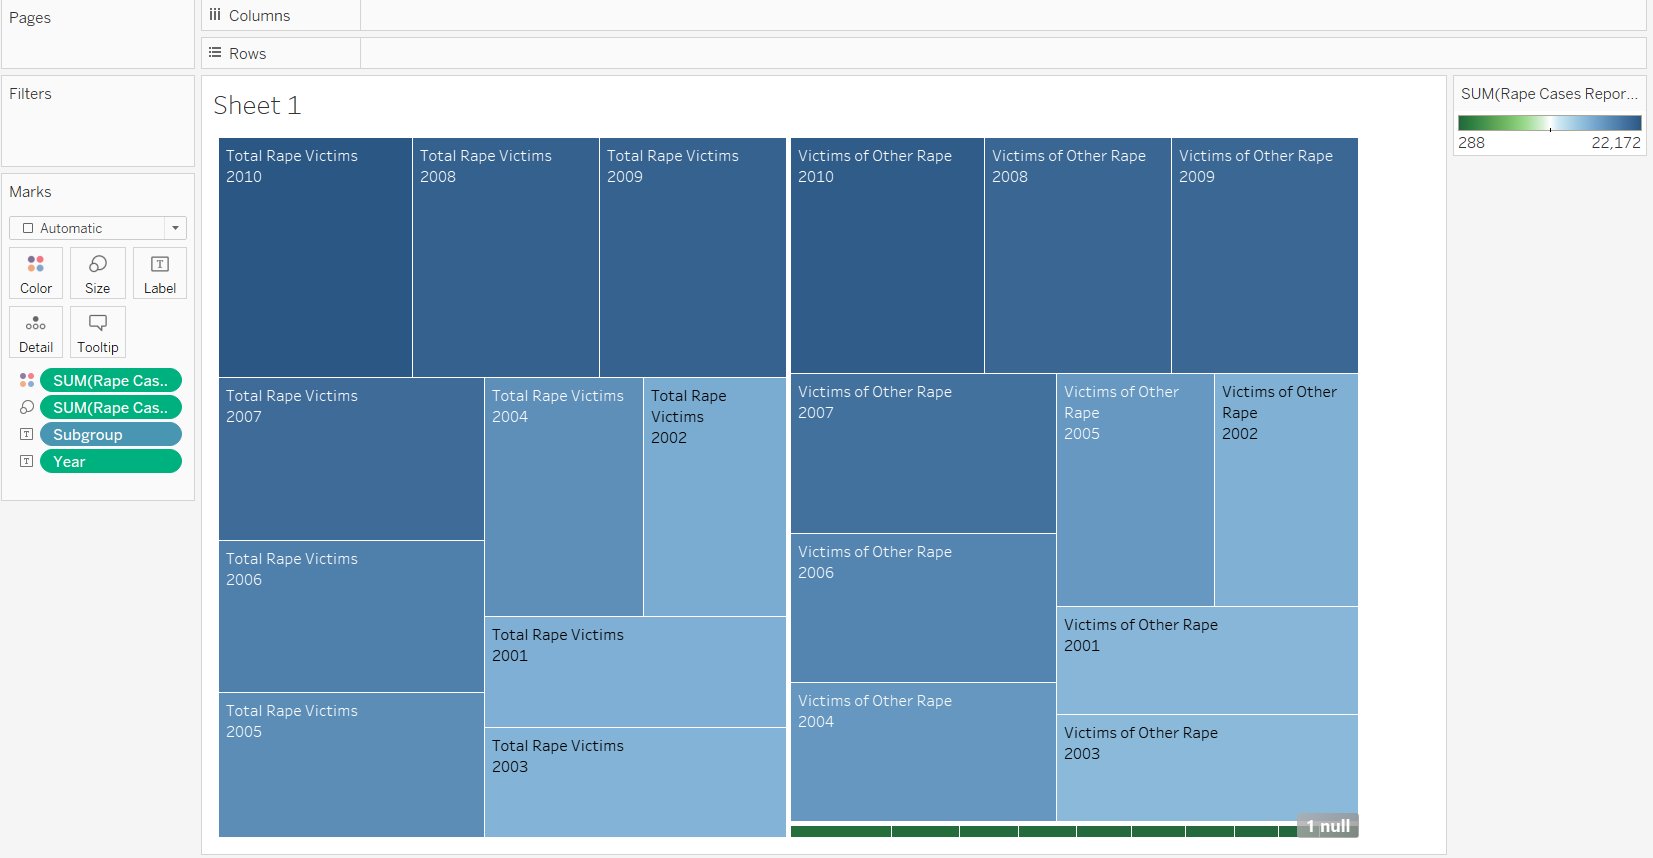 Pages
Columns
Rows
Filters
Marks
Automatic
Color
Size
Label
Detail
Tooltip
SUM(Rape Cas..
SUM(Rape Cas..
Subgroup
Year
Sheet 1
Total Rape Victims
2010
Total Rape Victims
2008
Total Rape Victims
2009
Total Rape Victims
2007
Total Rape Victims
2004
Total Rape
Victims
2002
Total Rape Victims
2006
Total Rape Victims
2001
Total Rape Victims
2005
Total Rape Victims
2003
Victims of Other Rape
2010
Victims of Other Rape
2008
Victims of Other Rape
2009
Victims of Other Rape
2007
Victims of Other
Rape
2005
Victims of Other
Rape
2002
Victims of Other Rape
2006
Victims of Other Rape
2001
Victims of Other Rape
2004
Victims of Other Rape
2003
1 null
SUM(Rape Cases Repor...
288
22,172